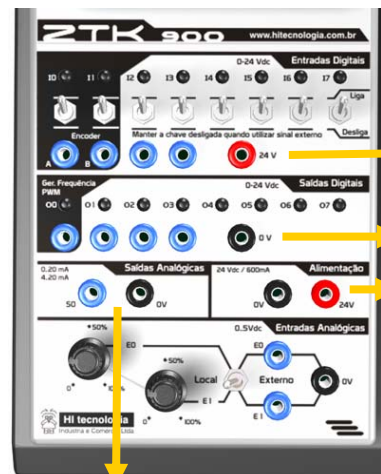 ZTK 900 www.hitecnologia.com.br
0-24 Vdc Entradas Digitais
I0 I1 I2 I3 I4 I5 I6 I7
Liga
Encoder Manter a chave desligada quando utilizar sinal externo Desliga
A B 24 V
Ger. Frequência 0-24 Vdc Saídas Digitais
PWM
O0 O1 O2 O3 O4 O5 O6 O7
0 V
0..20 mA Saídas Analógicas 24 Vdc / 600mA Alimentação
4..20 mA
S0 0V 0V 24V
0..5Vdc Entradas Analógicas
+50% E0 E0
+50%
0% 100% Local Externo 0V
E1 E1
0% 100%
HI tecnologia
Indústria e Comércio Ltda